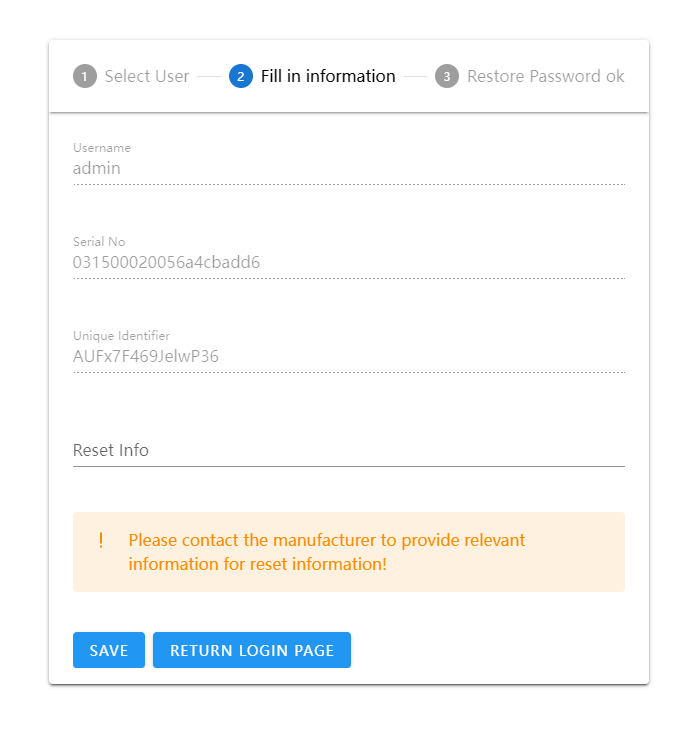 1 Select User 2 Fill in information 3 Restore Password ok
Username
admin
Serial No
031500020056a4cbadd6
Unique Identifier
AUFx7F469JelwP36
Reset Info
! Please contact the manufacturer to provide relevant
information for reset information!
SAVE RETURN LOGIN PAGE